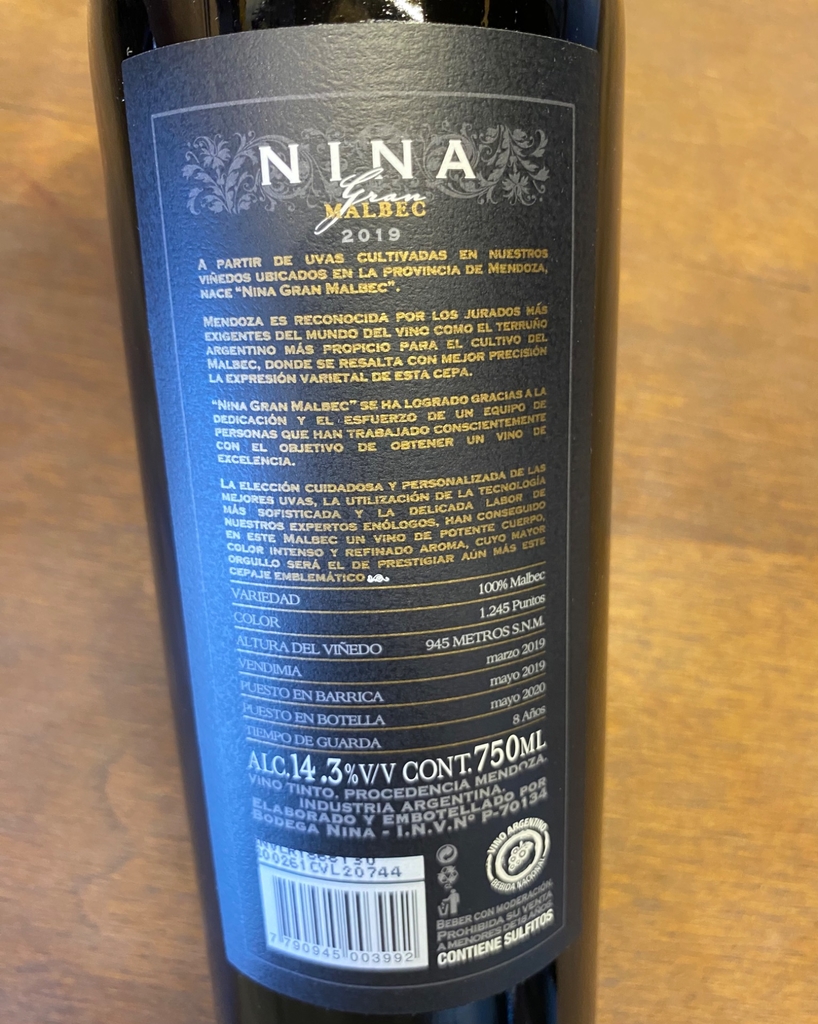 NINA
Gran
MALBEC
2019
A PARTIR DE UVAS CULTIVADAS EN NUESTROS
VIÑEDOS UBICADOS EN LA PROVINCIA DE MENDOZA,
NACE “NINA GRAN MALBEC”.
MENDOZA ES RECONOCIDA POR LOS JURADOS MÁS
EXIGENTES DEL MUNDO DEL VINO COMO EL TERRUÑO
ARGENTINO MÁS PROPICIO PARA EL CULTIVO DEL
MALBEC, DONDE SE RESALTA CON MEJOR PRECISIÓN
LA EXPRESIÓN VARIETAL DE ESTA CEPA.
“NINA GRAN MALBEC” SE HA LOGRADO GRACIAS A LA
DEDICACIÓN Y EL ESFUERZO DE UN EQUIPO DE
PERSONAS QUE HAN TRABAJADO CONSCIENTEMENTE
CON EL OBJETIVO DE OBTENER UN VINO DE
EXCELENCIA.
LA ELECCIÓN CUIDADOSA Y PERSONALIZADA DE LAS
MEJORES UVAS, LA UTILIZACIÓN DE LA TECNOLOGÍA
MÁS SOFISTICADA Y LA DELICADA LABOR DE
NUESTROS EXPERTOS ENÓLOGOS, HAN CONSEGUIDO
EN ESTE MALBEC UN VINO DE POTENTE CUERPO,
COLOR INTENSO Y REFINADO AROMA, CUYO MAYOR
ORGULLO SERÁ EL DE PRESTIGIAR AÚN MÁS ESTE
CEPAJE EMBLEMÁTICO
VARIEDAD 100% Malbec
COLOR 1.245 Puntos
ALTURA DEL VIÑEDO 945 METROS S.N.M.
VENDIMIA marzo 2019
PUESTO EN BARRICA mayo 2019
PUESTO EN BOTELLA mayo 2020
TIEMPO DE GUARDA 8 Años
ALC.14.3%V/V CONT.750ML
VINO TINTO. PROCEDENCIA MENDOZA.
INDUSTRIA ARGENTINA.
ELABORADO Y EMBOTELLADO POR
BODEGA NINA - I.N.V.Nº P-70134
VINO ARGENTINO
BEBIDA NACIONAL
CVL20744
7 790945 003992
BEBER CON MODERACIÓN.
PROHIBIDA SU VENTA
A MENORES DE 18 AÑOS.
CONTIENE SULFITOS